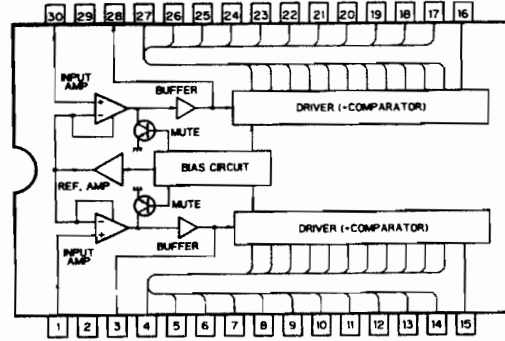 30 29 28 27 26 25 24 23 22 21 20 19 18 17 16
INPUT
AMP
BUFFER
DRIVER (+COMPARATOR)
MUTE
BIAS CIRCUIT
REF. AMP
MUTE
DRIVER (+COMPARATOR)
INPUT
AMP
BUFFER
1 2 3 4 5 6 7 8 9 10 11 12 13 14 15